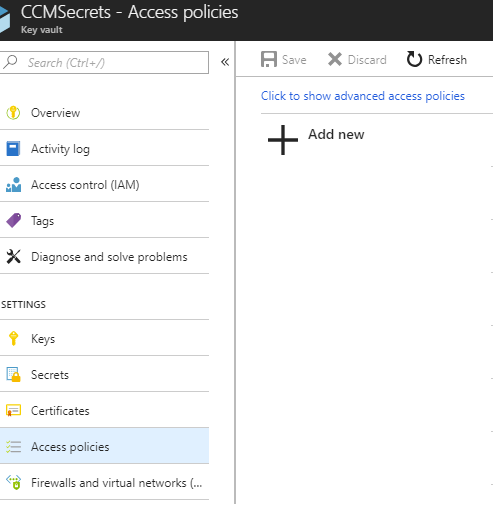 CCMSecrets - Access policies
Key vault
Search (Ctrl+/)
«
Save
Discard
Refresh
Click to show advanced access policies
Add new
Overview
Activity log
Access control (IAM)
Tags
Diagnose and solve problems
SETTINGS
Keys
Secrets
Certificates
Access policies
Firewalls and virtual networks (...